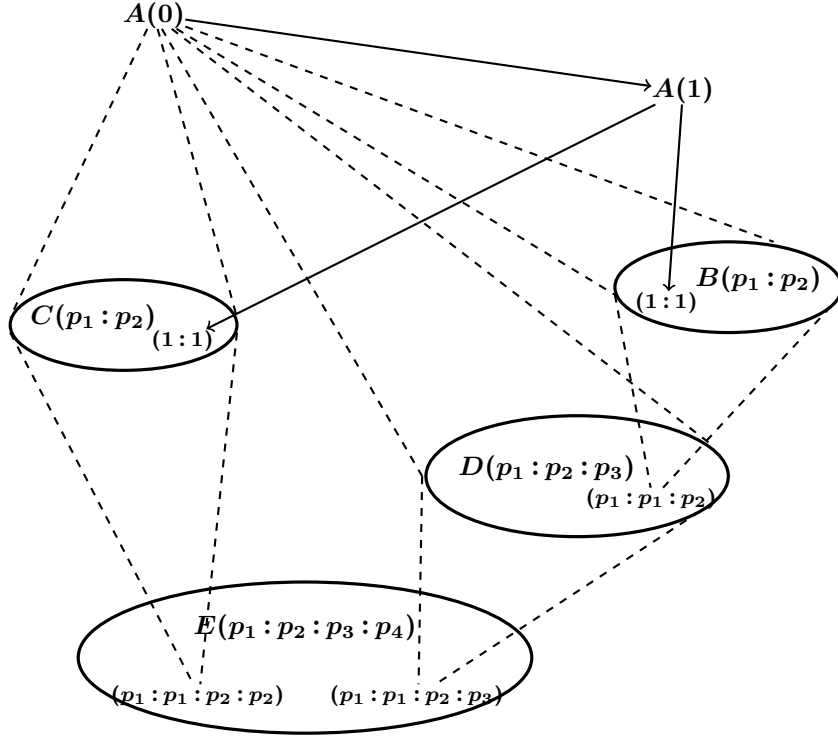 A(0)
A(1)
B(p₁ : p₂)
(1 : 1)
C(p₁ : p₂)
(1 : 1)
D(p₁ : p₂ : p₃)
(p₁ : p₁ : p₂)
E(p₁ : p₂ : p₃ : p₄)
(p₁ : p₁ : p₂ : p₂)
(p₁ : p₁ : p₂ : p₃)